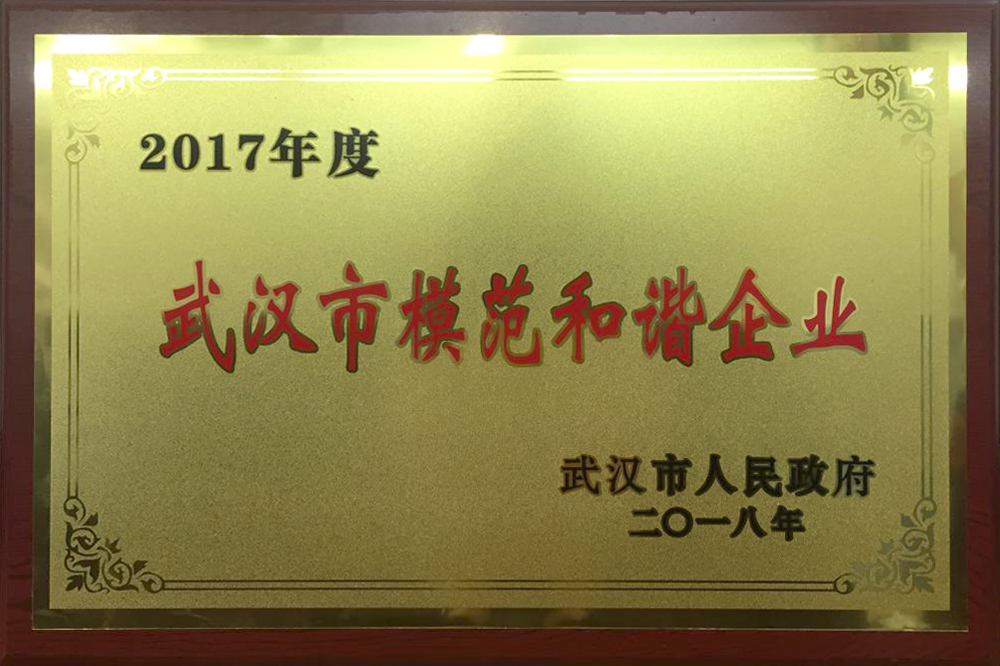 2017年度
武汉市模范和谐企业
武汉市人民政府
二〇一八年